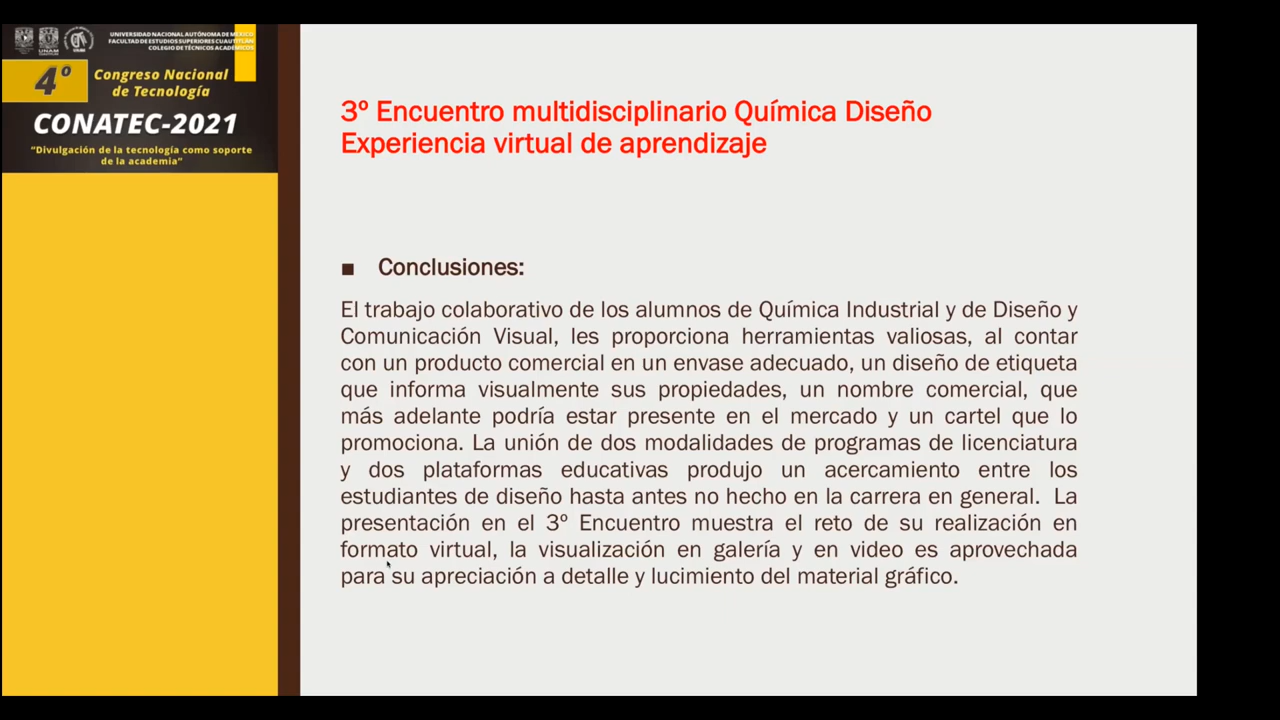 UNIVERSIDAD NACIONAL AUTÓNOMA DE MÉXICO
FACULTAD DE ESTUDIOS SUPERIORES CUAUTITLÁN
COLEGIO DE TÉCNICOS ACADÉMICOS
UNAM
4º
Congreso Nacional
de Tecnología
CONATEC-2021
“Divulgación de la tecnología como soporte
de la academia”
3º Encuentro multidisciplinario Química Diseño
Experiencia virtual de aprendizaje
■ Conclusiones:
El trabajo colaborativo de los alumnos de Química Industrial y de Diseño y
Comunicación Visual, les proporciona herramientas valiosas, al contar
con un producto comercial en un envase adecuado, un diseño de etiqueta
que informa visualmente sus propiedades, un nombre comercial, que
más adelante podría estar presente en el mercado y un cartel que lo
promociona. La unión de dos modalidades de programas de licenciatura
y dos plataformas educativas produjo un acercamiento entre los
estudiantes de diseño hasta antes no hecho en la carrera en general. La
presentación en el 3º Encuentro muestra el reto de su realización en
formato virtual, la visualización en galería y en video es aprovechada
para su apreciación a detalle y lucimiento del material gráfico.